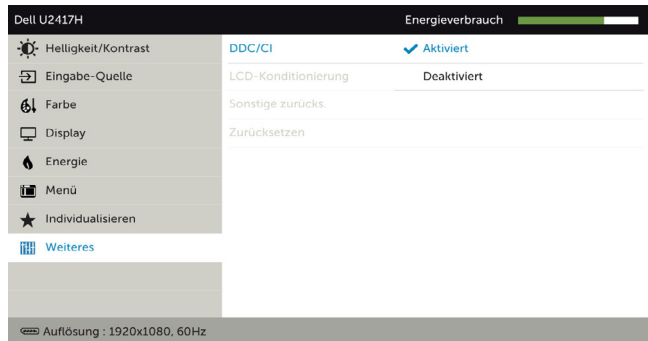 Dell U2417H Energieverbrauch
Helligkeit/Kontrast DDC/CI Aktiviert
Eingabe-Quelle LCD-Konditionierung Deaktiviert
Farbe Sonstige zurücks.
Display Zurücksetzen
Energie
Menü
Individualisieren
Weiteres
Auflösung : 1920x1080, 60Hz